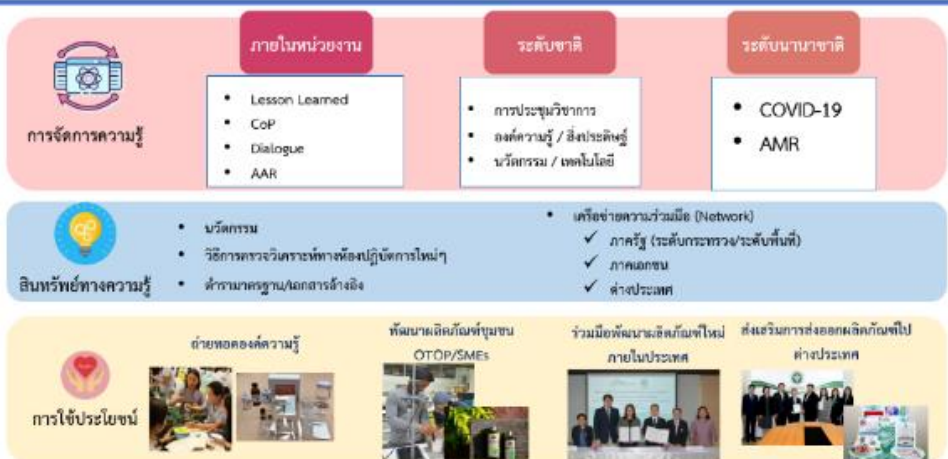 การจัดการความรู้
ภายในหน่วยงาน
• Lesson Learned
• CoP
• Dialogue
• AAR
ระดับชาติ
• การประชุมวิชาการ
• องค์ความรู้ / สิ่งประดิษฐ์
• นวัตกรรม / เทคโนโลยี
ระดับนานาชาติ
• COVID-19
• AMR
สินทรัพย์ทางความรู้
• นวัตกรรม
• วิธีการตรวจวิเคราะห์ทางห้องปฏิบัติการใหม่ๆ
• ตำรามาตรฐาน/เอกสารอ้างอิง
• เครือข่ายความร่วมมือ (Network)
✓ ภาครัฐ (ระดับกระทรวง/ระดับพื้นที่)
✓ ภาคเอกชน
✓ ต่างประเทศ
การใช้ประโยชน์
ถ่ายทอดองค์ความรู้
พัฒนาผลิตภัณฑ์ชุมชน
OTOP/SMEs
ร่วมมือพัฒนาผลิตภัณฑ์ใหม่
ภายในประเทศ
ส่งเสริมการส่งออกผลิตภัณฑ์ไป
ต่างประเทศ